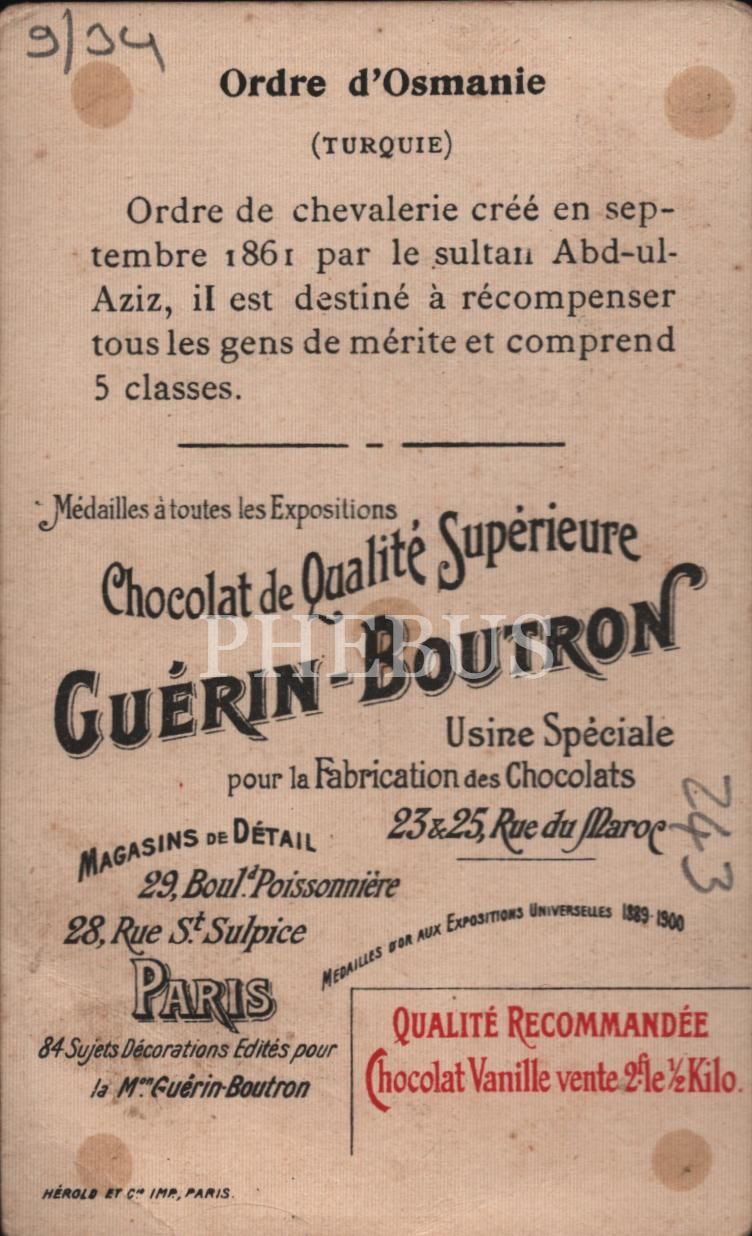 9/94
Ordre d'Osmanie
(TURQUIE)
Ordre de chevalerie créé en sep-
tembre 1861 par le sultan Abd-ul-
Aziz, il est destiné à récompenser
tous les gens de mérite et comprend
5 classes.
Médailles à toutes les Expositions
Chocolat de Qualité Supérieure
GUÉRIN-BOUTRON
PHEBUS
Usine Spéciale
pour la Fabrication des Chocolats
23 & 25, Rue du Maroc
243
MAGASINS DE DÉTAIL
29, Boul.d Poissonnière
28, Rue St. Sulpice
PARIS
MÉDAILLES D'OR AUX EXPOSITIONS UNIVERSELLES 1889-1900
84 Sujets Décorations Edités pour
la Mon Guérin-Boutron
QUALITÉ RECOMMANDÉE
Chocolat Vanille vente 2f. le ½ Kilo.
HÉROLD ET Cie IMP., PARIS.